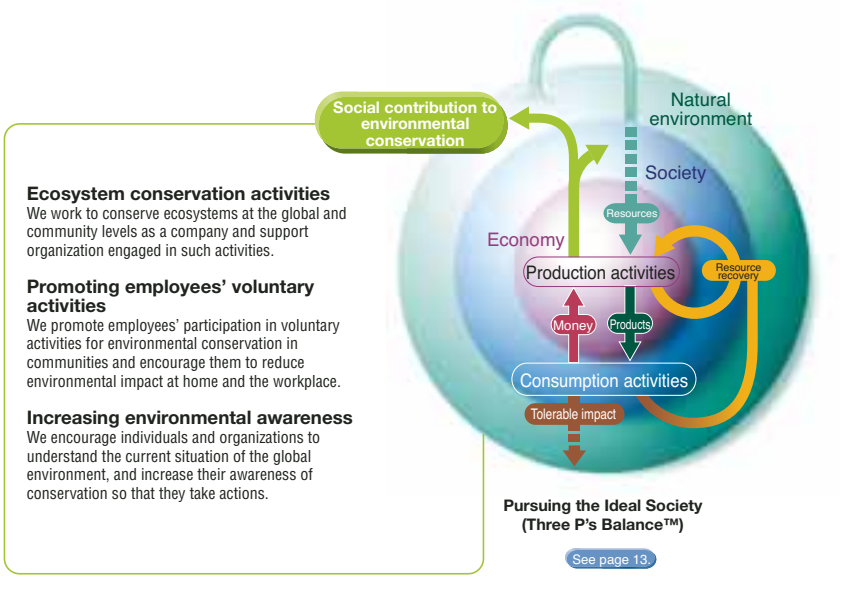 Social contribution to
environmental
conservation
Ecosystem conservation activities
We work to conserve ecosystems at the global and
community levels as a company and support
organization engaged in such activities.
Promoting employees’ voluntary
activities
We promote employees’ participation in voluntary
activities for environmental conservation in
communities and encourage them to reduce
environmental impact at home and the workplace.
Increasing environmental awareness
We encourage individuals and organizations to
understand the current situation of the global
environment, and increase their awareness of
conservation so that they take actions.
Natural
environment
Society
Resources
Economy
Production activities
Resource
recovery
Money
Products
Consumption activities
Tolerable impact
Pursuing the Ideal Society
(Three P’s Balance™)
See page 13.